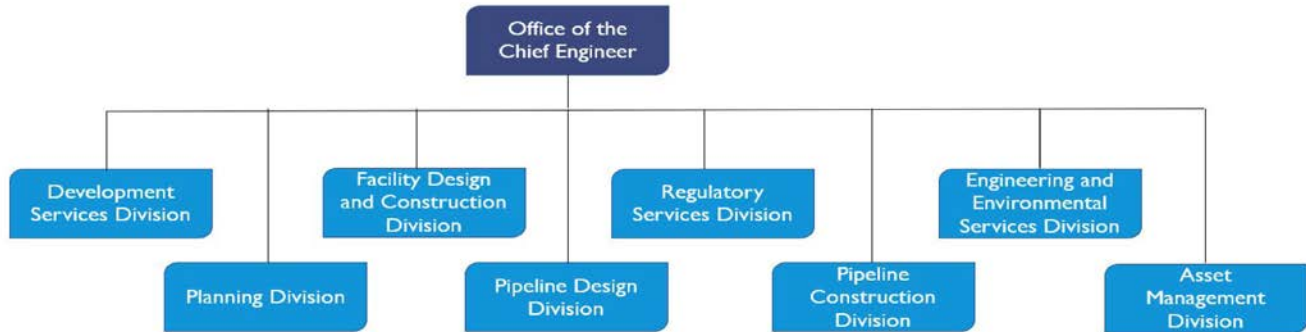 Office of the
Chief Engineer
Development
Services Division
Facility Design
and Construction
Division
Regulatory
Services Division
Engineering and
Environmental
Services Division
Planning Division
Pipeline Design
Division
Pipeline
Construction
Division
Asset
Management
Division